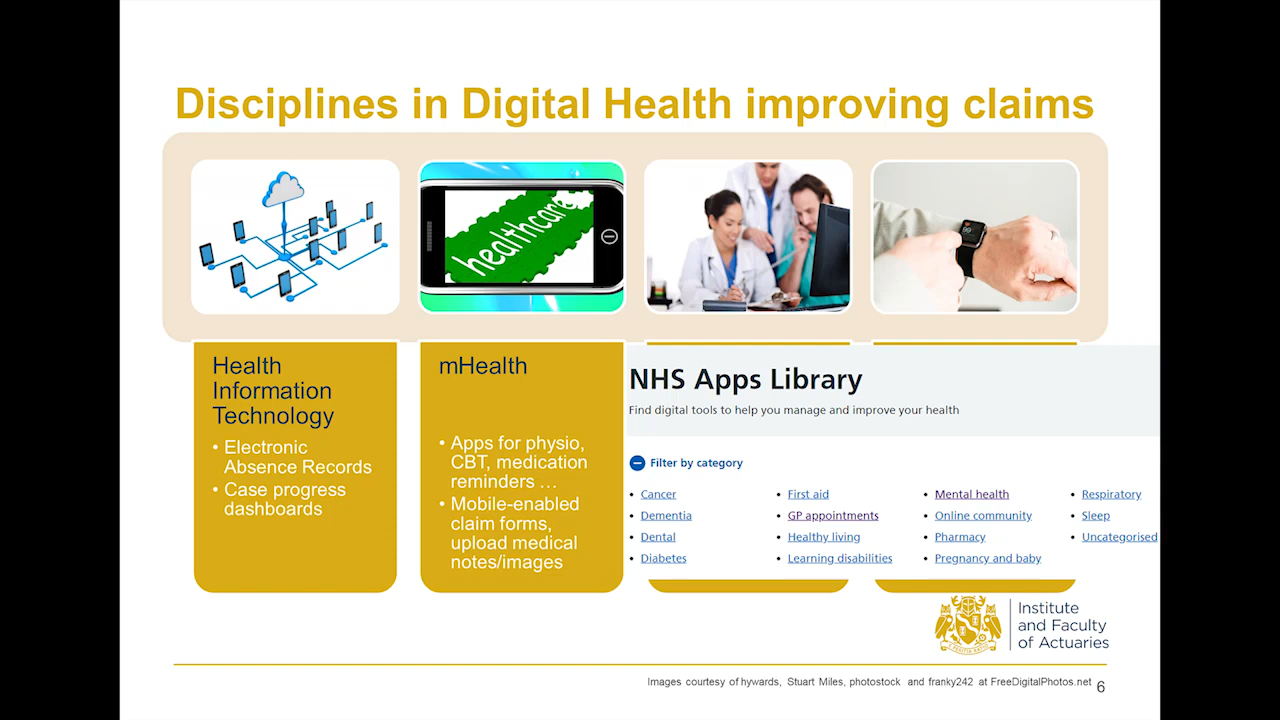 Disciplines in Digital Health improving claims
healthcare
Health
Information
Technology
• Electronic
Absence Records
• Case progress
dashboards
mHealth
• Apps for physio,
CBT, medication
reminders …
• Mobile-enabled
claim forms,
upload medical
notes/images
NHS Apps Library
Find digital tools to help you manage and improve your health
Filter by category
• Cancer
• Dementia
• Dental
• Diabetes
• First aid
• GP appointments
• Healthy living
• Learning disabilities
• Mental health
• Online community
• Pharmacy
• Pregnancy and baby
• Respiratory
• Sleep
• Uncategorised
Institute
and Faculty
of Actuaries
Images courtesy of hywards, Stuart Miles, photostock and franky242 at FreeDigitalPhotos.net
6